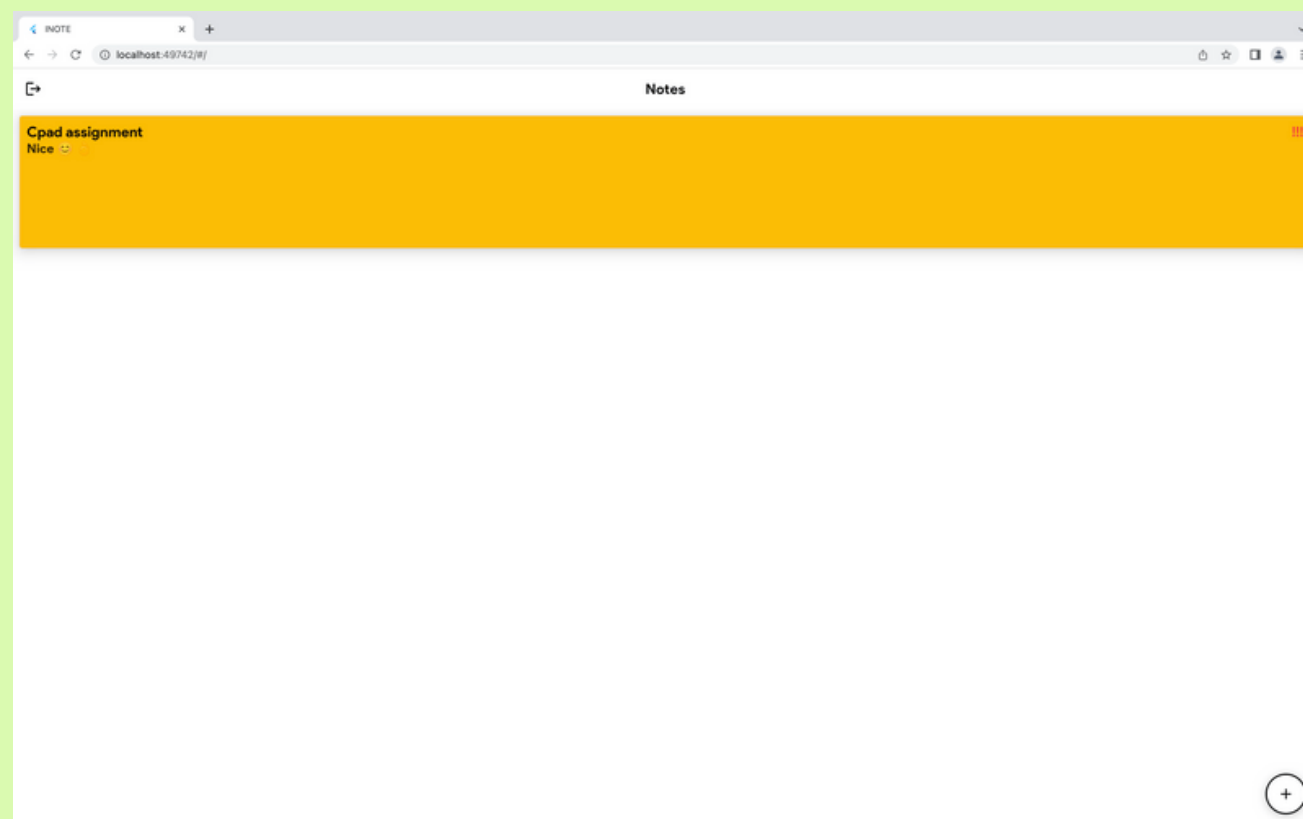 INOTE
localhost:49742/#/
Notes
Cpad assignment
!!!
Nice 😊